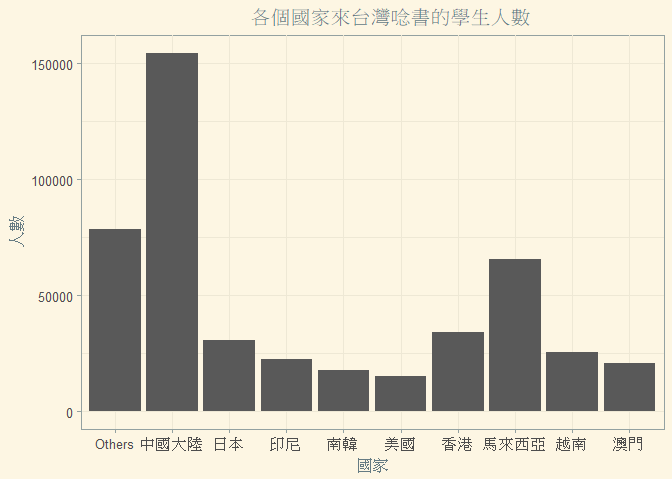 各個國家來台灣唸書的學生人數
人數
150000
100000
50000
0
Others 中國大陸 日本 印尼 南韓 美國 香港 馬來西亞 越南 澳門
國家